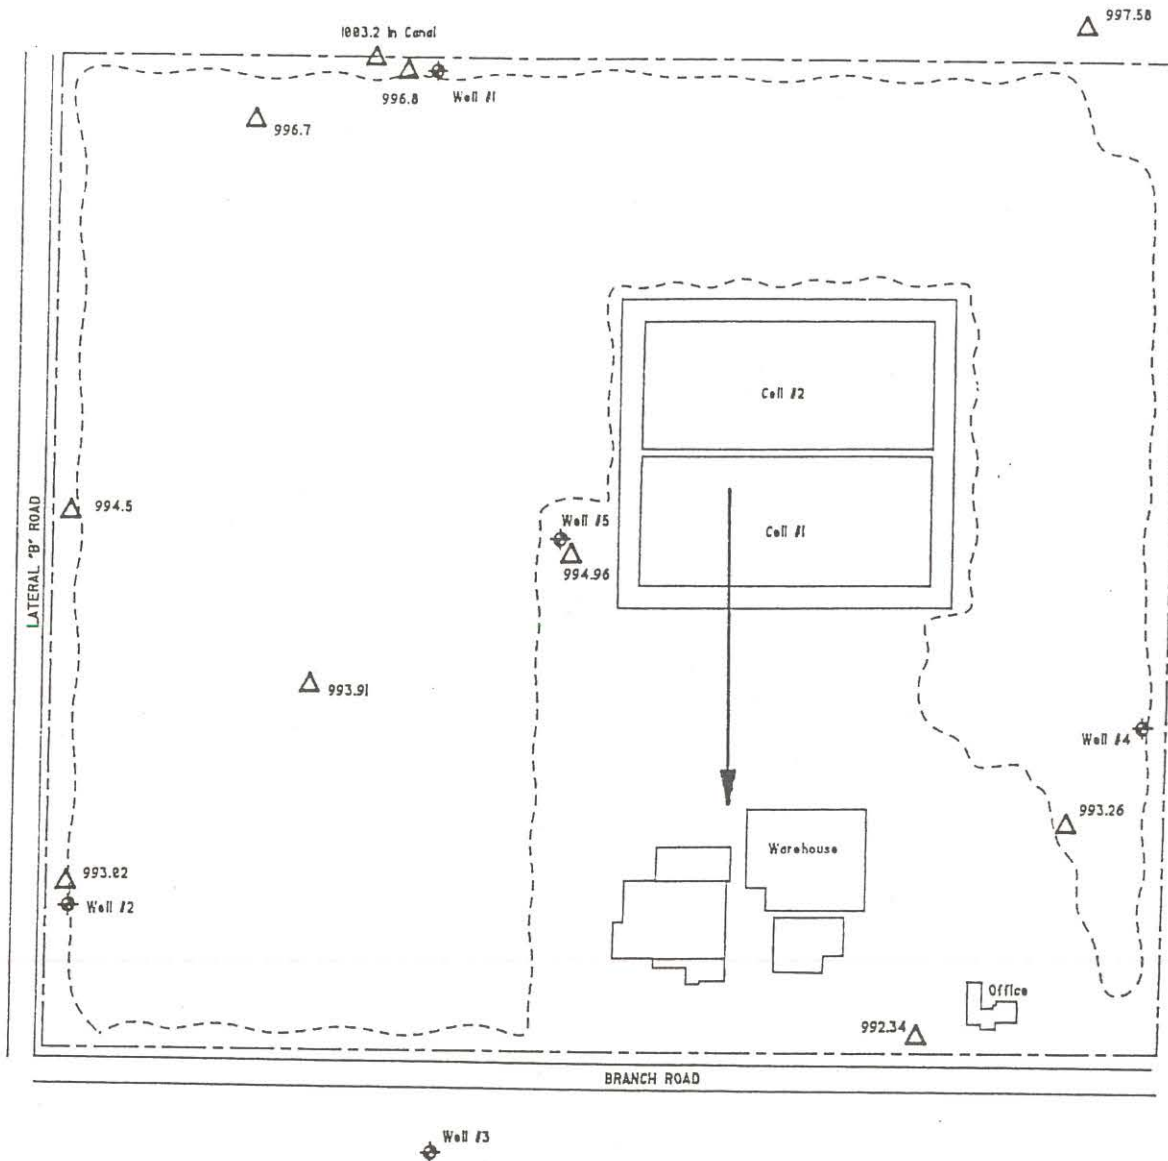 997.58
1003.2 In Canal
996.8
Well #1
996.7
Cell #2
LATERAL "B" ROAD
994.5
Well #5
Cell #1
994.96
993.91
Well #4
993.26
Warehouse
993.22
Well #2
Office
992.34
BRANCH ROAD
Well #3